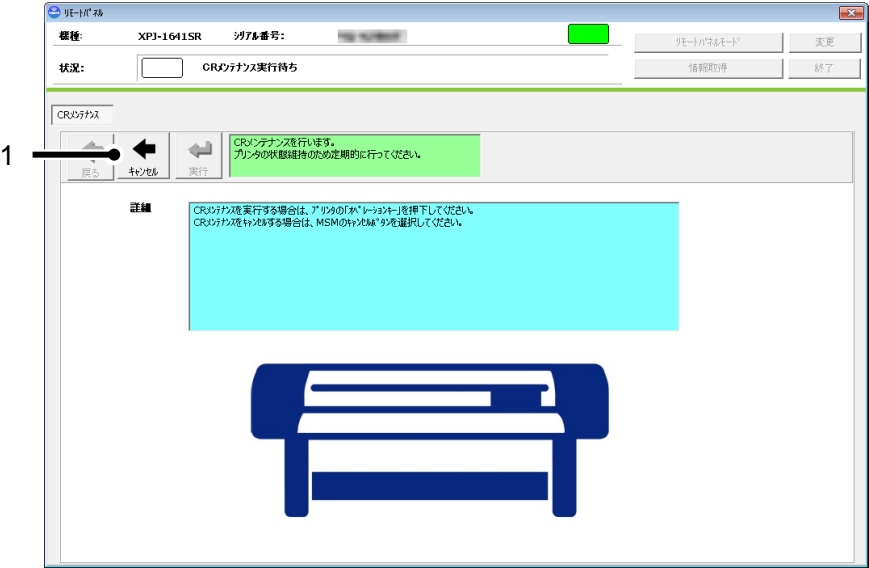 リモートパネル
機種: XPJ-1641SR シリアル番号:
リモートパネルモード 変更
状況: CRメンテナンス実行待ち
情報取得 終了
CRメンテナンス
1
戻る キャンセル 実行
CRメンテナンスを行います。
プリンタの状態維持のため定期的に行ってください。
詳細
CRメンテナンスを実行する場合は、プリンタの「オペレーションキー」を押下してください。
CRメンテナンスをキャンセルする場合は、MSMのキャンセルボタンを選択してください。